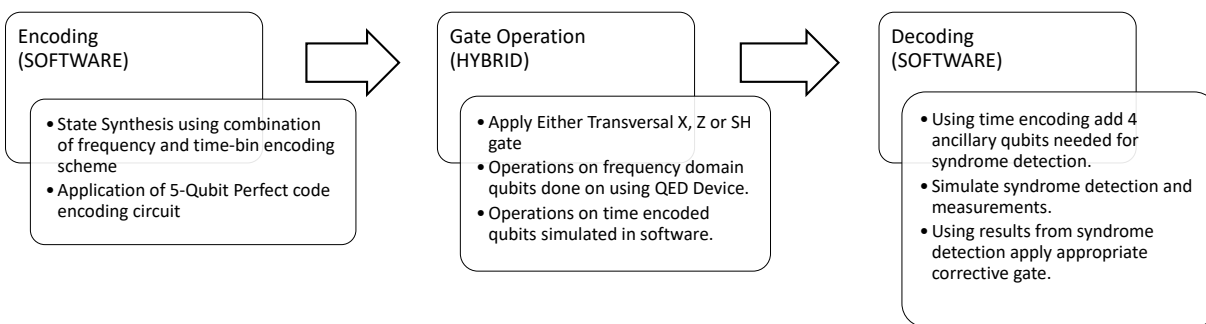 Encoding
(SOFTWARE)
• State Synthesis using combination
of frequency and time-bin encoding
scheme
• Application of 5-Qubit Perfect code
encoding circuit
Gate Operation
(HYBRID)
• Apply Either Transversal X, Z or SH
gate
• Operations on frequency domain
qubits done on using QED Device.
• Operations on time encoded
qubits simulated in software.
Decoding
(SOFTWARE)
• Using time encoding add 4
ancillary qubits needed for
syndrome detection.
• Simulate syndrome detection and
measurements.
• Using results from syndrome
detection apply appropriate
corrective gate.